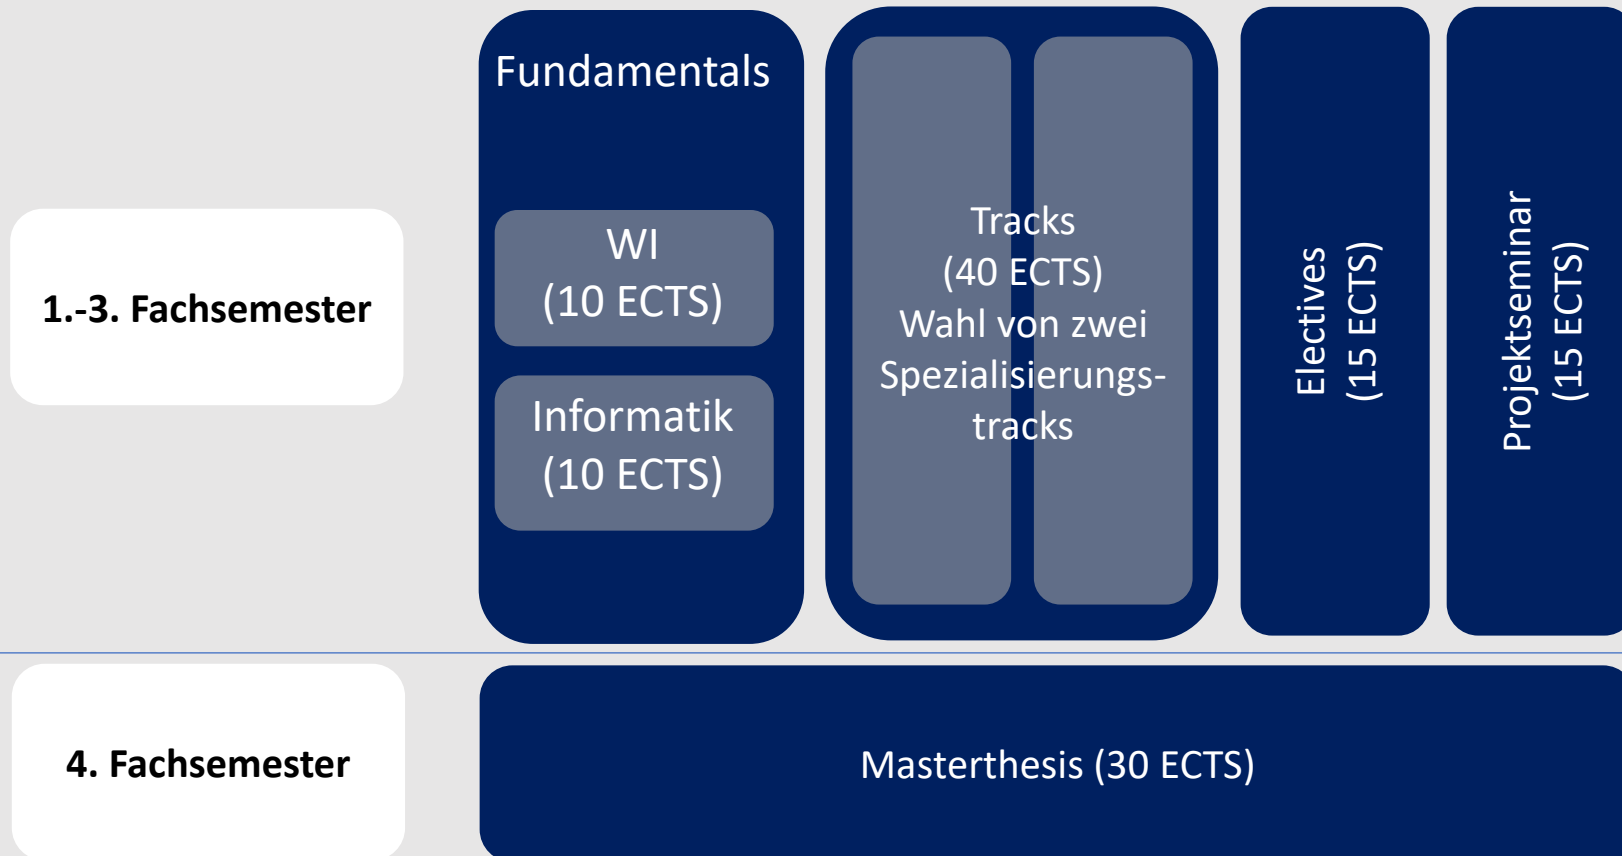 Fundamentals
WI
(10 ECTS)
Informatik
(10 ECTS)
Tracks
(40 ECTS)
Wahl von zwei
Spezialisierungs-
tracks
Electives
(15 ECTS)
Projektseminar
(15 ECTS)
1.-3. Fachsemester
4. Fachsemester
Masterthesis (30 ECTS)